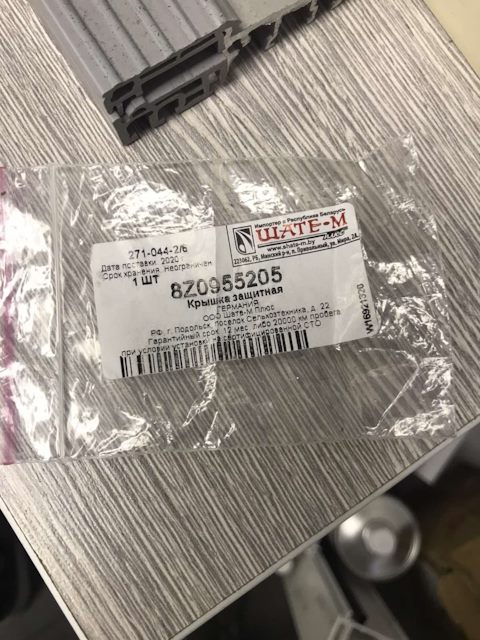 271-044-2/6
Дата поставки: 2020 г.
Срок хранения: Неограничен
1 ШТ
Импортер в Республике Беларусь
ШАТЕ-М
плюс
www.shate-m.by
223062, РБ, Минский р-н, п. Привольный, ул. Мира, 2А
8Z0955205
Крышка защитная
ГЕРМАНИЯ
ООО Шате-М Плюс
РФ, г. Подольск, поселок Сельхозтехника, д. 22
Гарантийный срок: 12 мес. либо 20000 км пробега
при условии установки на сертифицированной СТО